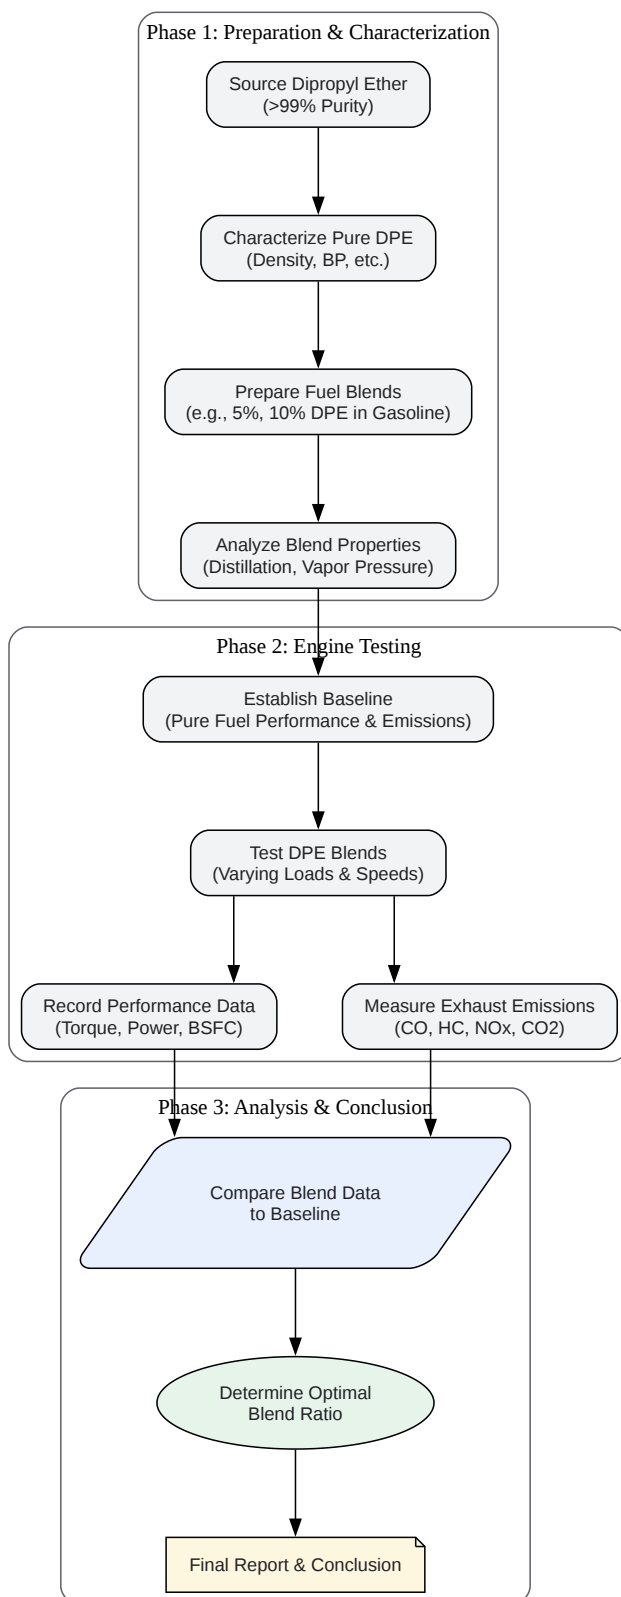 Phase 1: Preparation & Characterization
Source Dipropyl Ether
(>99% Purity)
Characterize Pure DPE
(Density, BP, etc.)
Prepare Fuel Blends
(e.g., 5%, 10% DPE in Gasoline)
Analyze Blend Properties
(Distillation, Vapor Pressure)
Phase 2: Engine Testing
Establish Baseline
(Pure Fuel Performance & Emissions)
Test DPE Blends
(Varying Loads & Speeds)
Record Performance Data
(Torque, Power, BSFC)
Measure Exhaust Emissions
(CO, HC, NOx, CO2)
Phase 3: Analysis & Conclusion
Compare Blend Data
to Baseline
Determine Optimal
Blend Ratio
Final Report & Conclusion